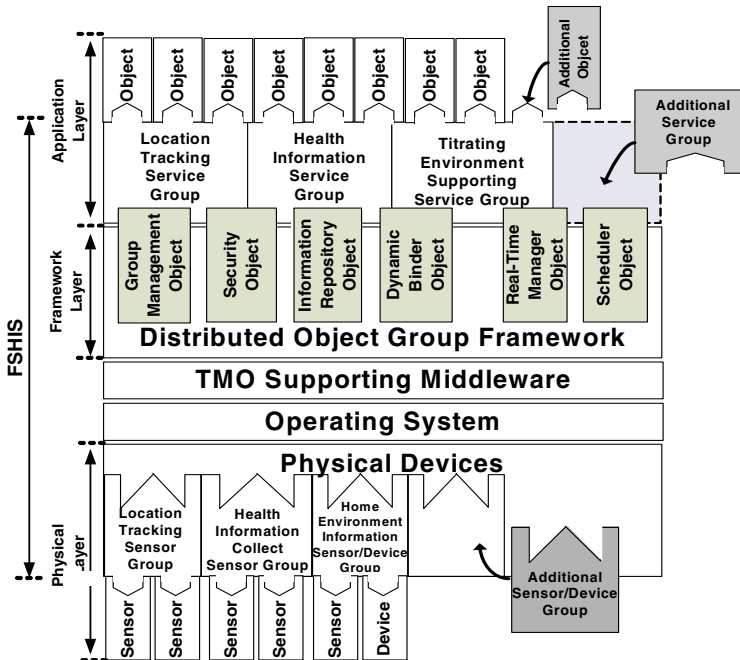 Application
Layer
Object
Object
Object
Object
Object
Object
Object
Object
Additional
Objcet
Additional
Service
Group
Location
Tracking
Service
Group
Health
Information
Service
Group
Titrating
Environment
Supporting
Service Group
FSHIS
Framework
Layer
Group
Management
Object
Security
Object
Information
Repository
Object
Dynamic
Binder
Object
Real-Time
Manager
Object
Scheduler
Object
Distributed Object Group Framework
TMO Supporting Middleware
Operating System
Physical Devices
Physical
Layer
Location
Tracking
Sensor
Group
Health
Information
Collect
Sensor Group
Home
Environment
Information
Sensor/Device
Group
Additional
Sensor/Device
Group
Sensor
Sensor
Sensor
Sensor
Sensor
Device